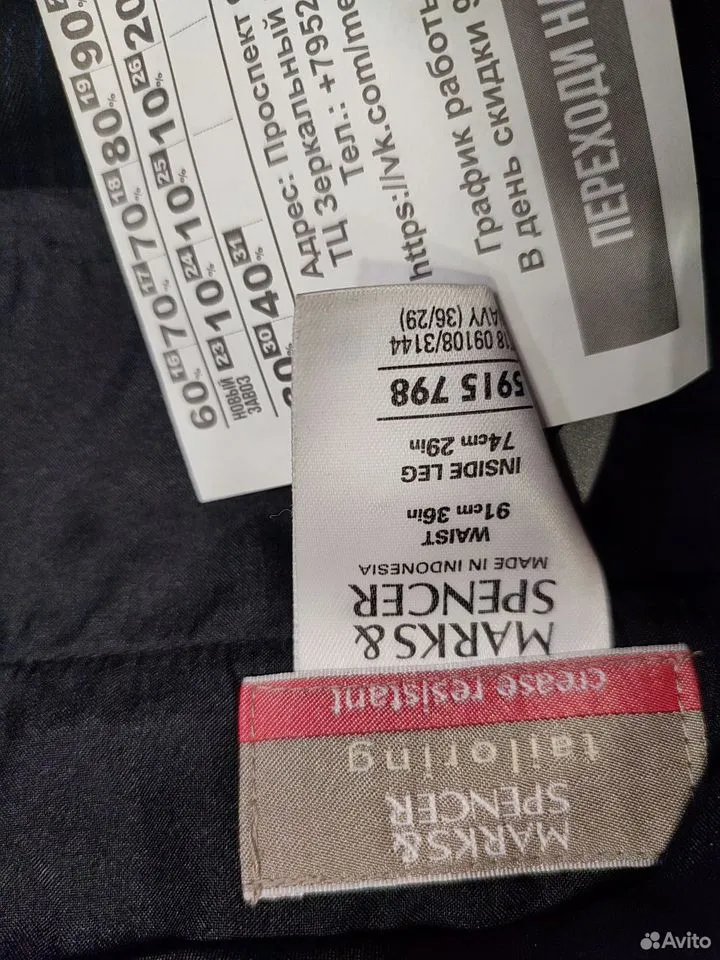 MARKS&
SPENCER
tailoring
crease resistant
MARKS&
SPENCER
MADE IN INDONESIA
WAIST
91cm 36in
INSIDE LEG
74cm 29in
5915 798
18 09108/3144
NAVY (36/29)
19 90%
16 60% 17 70% 18 70% 80%
НОВЫЙ
ЗАВОЗ
23 10% 24 10% 25 10% 26 20
30 31 40%
Адрес: Проспект
ТЦ Зеркальный
Тел.: +7952
https://vk.com/me
График работь
В день скидки 9
ПЕРЕХОДИ Н
Avito